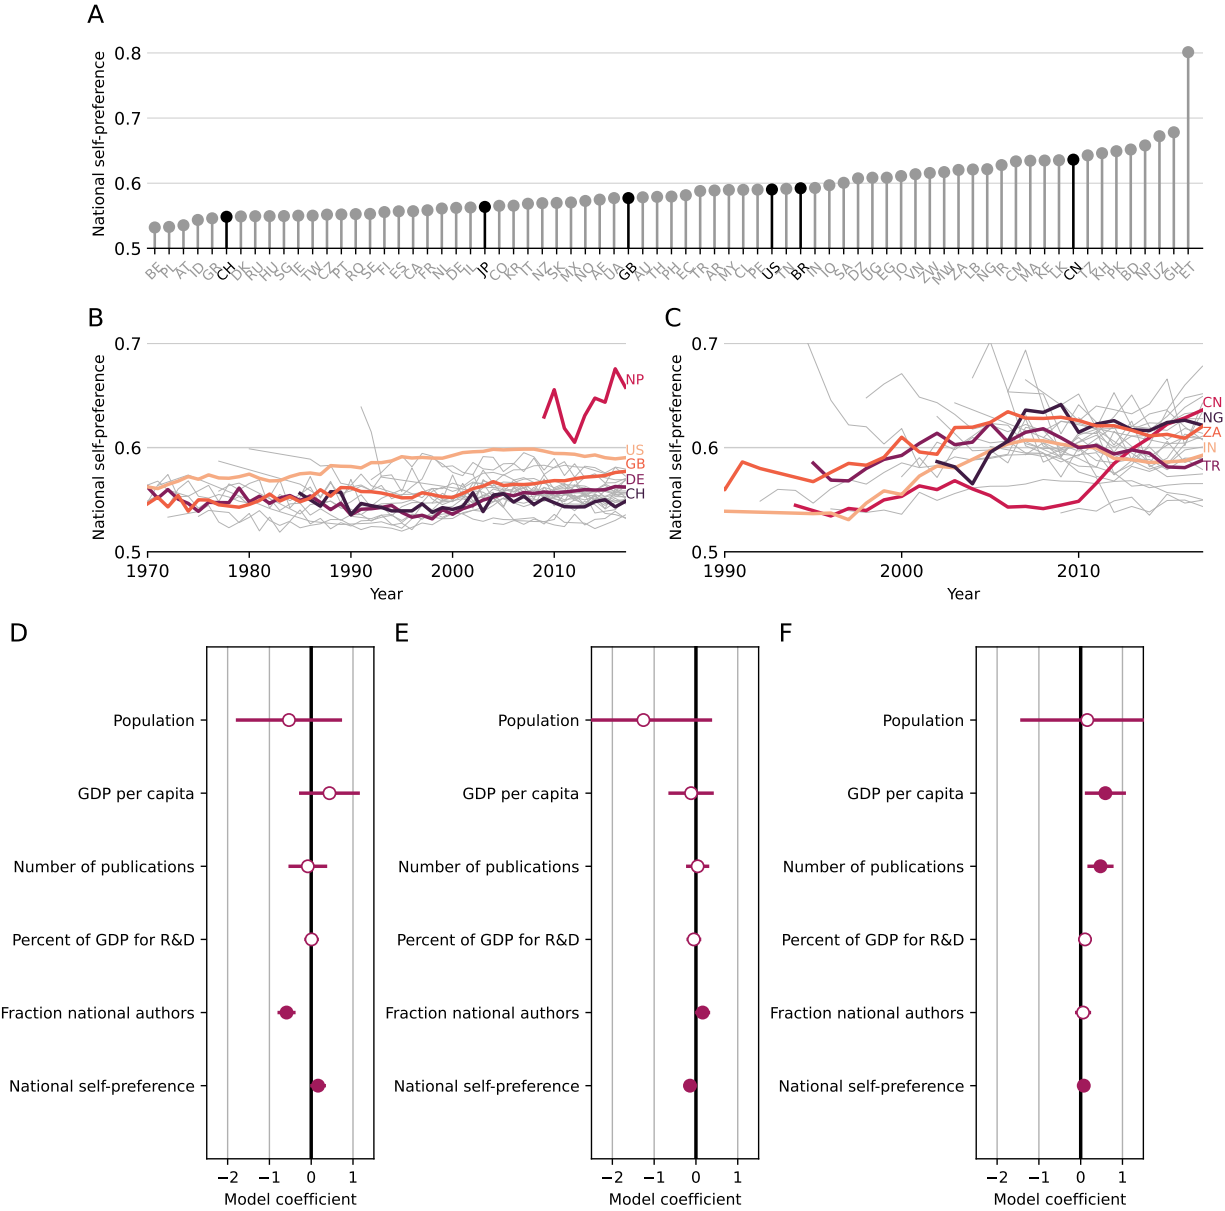 A
National self-preference
0.8
0.7
0.6
0.5
BE PL AT ID GR CH DK RU HU SG IE TW CZ PT RO SE FI ES CA FR NL DE IL JP CO KR IT NZ SK MX NO AE UA GB AU TH PH EC TR AR MY CL PE US TN BR IN IQ SA DZ UG EG JO VN ZW MW ZA LB NG IR CM MA KE LK CN TZ KH PK BD NP UZ GH ET
B
National self-preference
0.7
0.6
0.5
NP
US
GB
DE
CH
1970 1980 1990 2000 2010
Year
C
National self-preference
0.7
0.6
0.5
CN
NG
ZA
IN
TR
1990 2000 2010
Year
D
Population
GDP per capita
Number of publications
Percent of GDP for R&D
Fraction national authors
National self-preference
−2 −1 0 1
Model coefficient
E
Population
GDP per capita
Number of publications
Percent of GDP for R&D
Fraction national authors
National self-preference
−2 −1 0 1
Model coefficient
F
Population
GDP per capita
Number of publications
Percent of GDP for R&D
Fraction national authors
National self-preference
−2 −1 0 1
Model coefficient